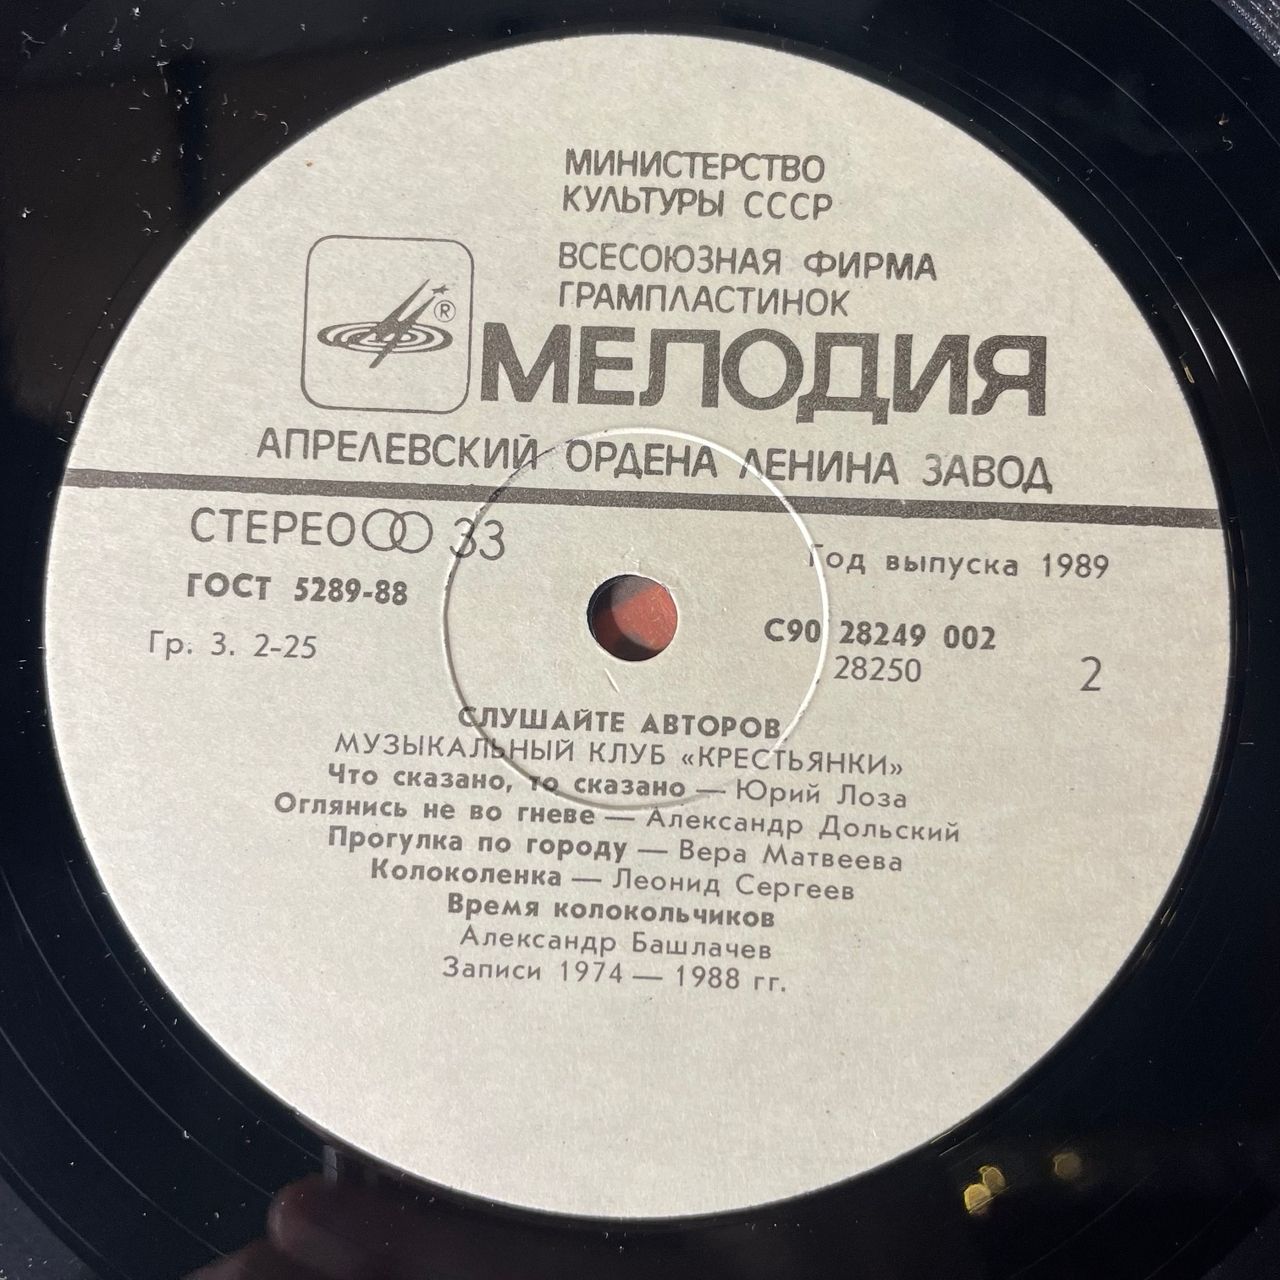 МИНИСТЕРСТВО
КУЛЬТУРЫ СССР
ВСЕСОЮЗНАЯ ФИРМА
ГРАМПЛАСТИНОК
®
МЕЛОДИЯ
АПРЕЛЕВСКИЙ ОРДЕНА ЛЕНИНА ЗАВОД
СТЕРЕО 33
Год выпуска 1989
ГОСТ 5289-88
С90 28249 002
Гр. 3. 2-25
28250
2
СЛУШАЙТЕ АВТОРОВ
МУЗЫКАЛЬНЫЙ КЛУБ «КРЕСТЬЯНКИ»
Что сказано, то сказано — Юрий Лоза
Оглянись не во гневе — Александр Дольский
Прогулка по городу — Вера Матвеева
Колоколенка — Леонид Сергеев
Время колокольчиков
Александр Башлачев
Записи 1974 — 1988 гг.